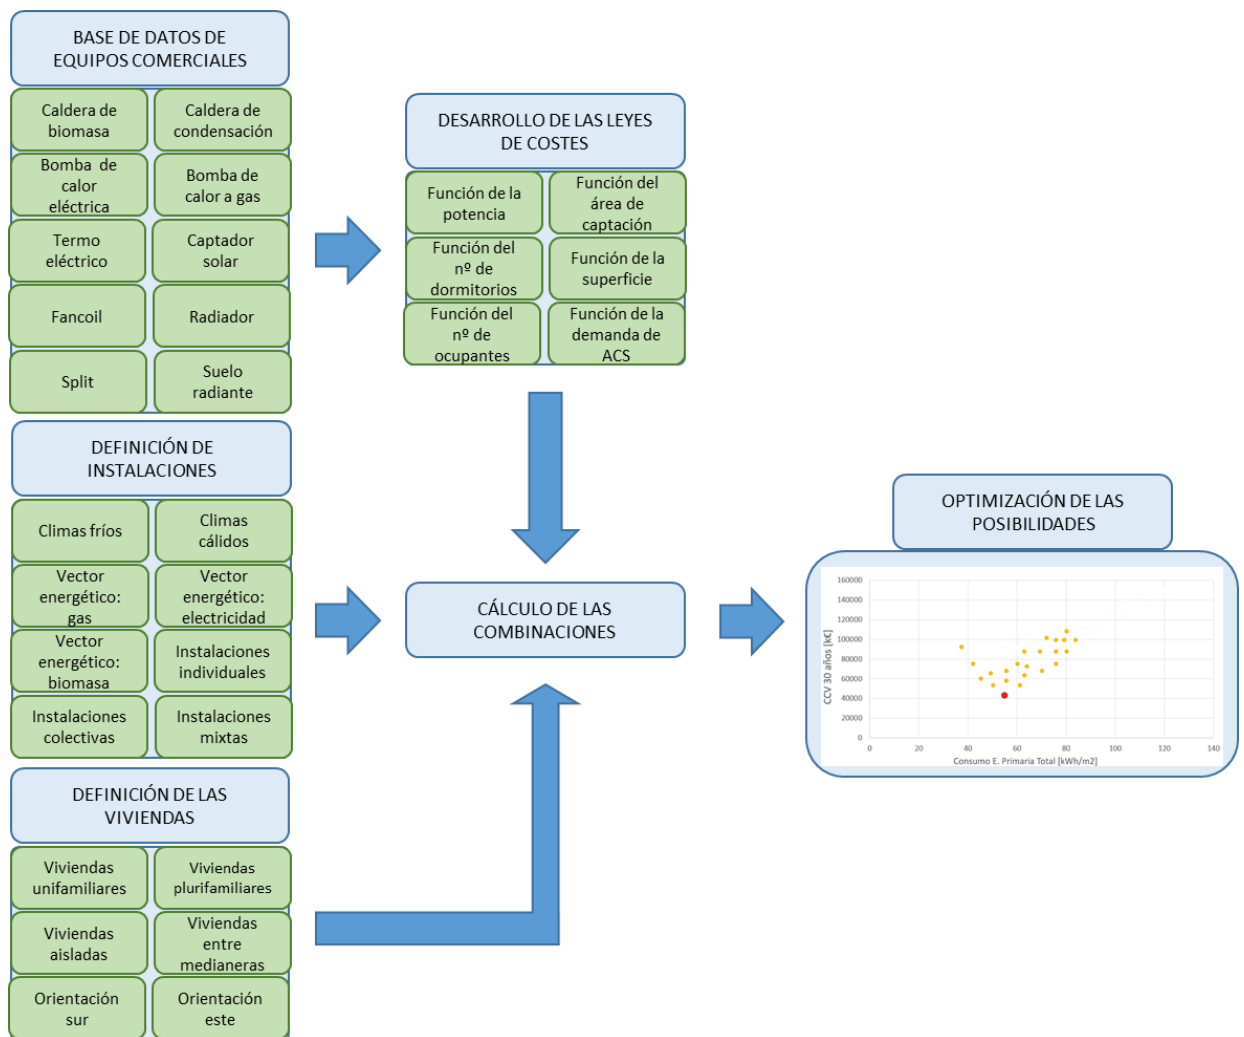 BASE DE DATOS DE
EQUIPOS COMERCIALES
Caldera de
biomasa
Caldera de
condensación
Bomba de
calor
eléctrica
Bomba de
calor a gas
Termo
eléctrico
Captador
solar
Fancoil
Radiador
Split
Suelo
radiante
DESARROLLO DE LAS LEYES
DE COSTES
Función de la
potencia
Función del
área de
captación
Función del
nº de
dormitorios
Función de la
superficie
Función del
nº de
ocupantes
Función de la
demanda de
ACS
DEFINICIÓN DE
INSTALACIONES
Climas fríos
Climas
cálidos
Vector
energético:
gas
Vector
energético:
electricidad
Vector
energético:
biomasa
Instalaciones
individuales
Instalaciones
colectivas
Instalaciones
mixtas
CÁLCULO DE LAS
COMBINACIONES
DEFINICIÓN DE LAS
VIVIENDAS
Viviendas
unifamiliares
Viviendas
plurifamiliares
Viviendas
aisladas
Viviendas
entre
medianeras
Orientación
sur
Orientación
este
OPTIMIZACIÓN DE LAS
POSIBILIDADES
CCV 30 años [k€]
160000
140000
120000
100000
80000
60000
40000
20000
0
0 20 40 60 80 100 120 140
Consumo E. Primaria Total [kWh/m2]